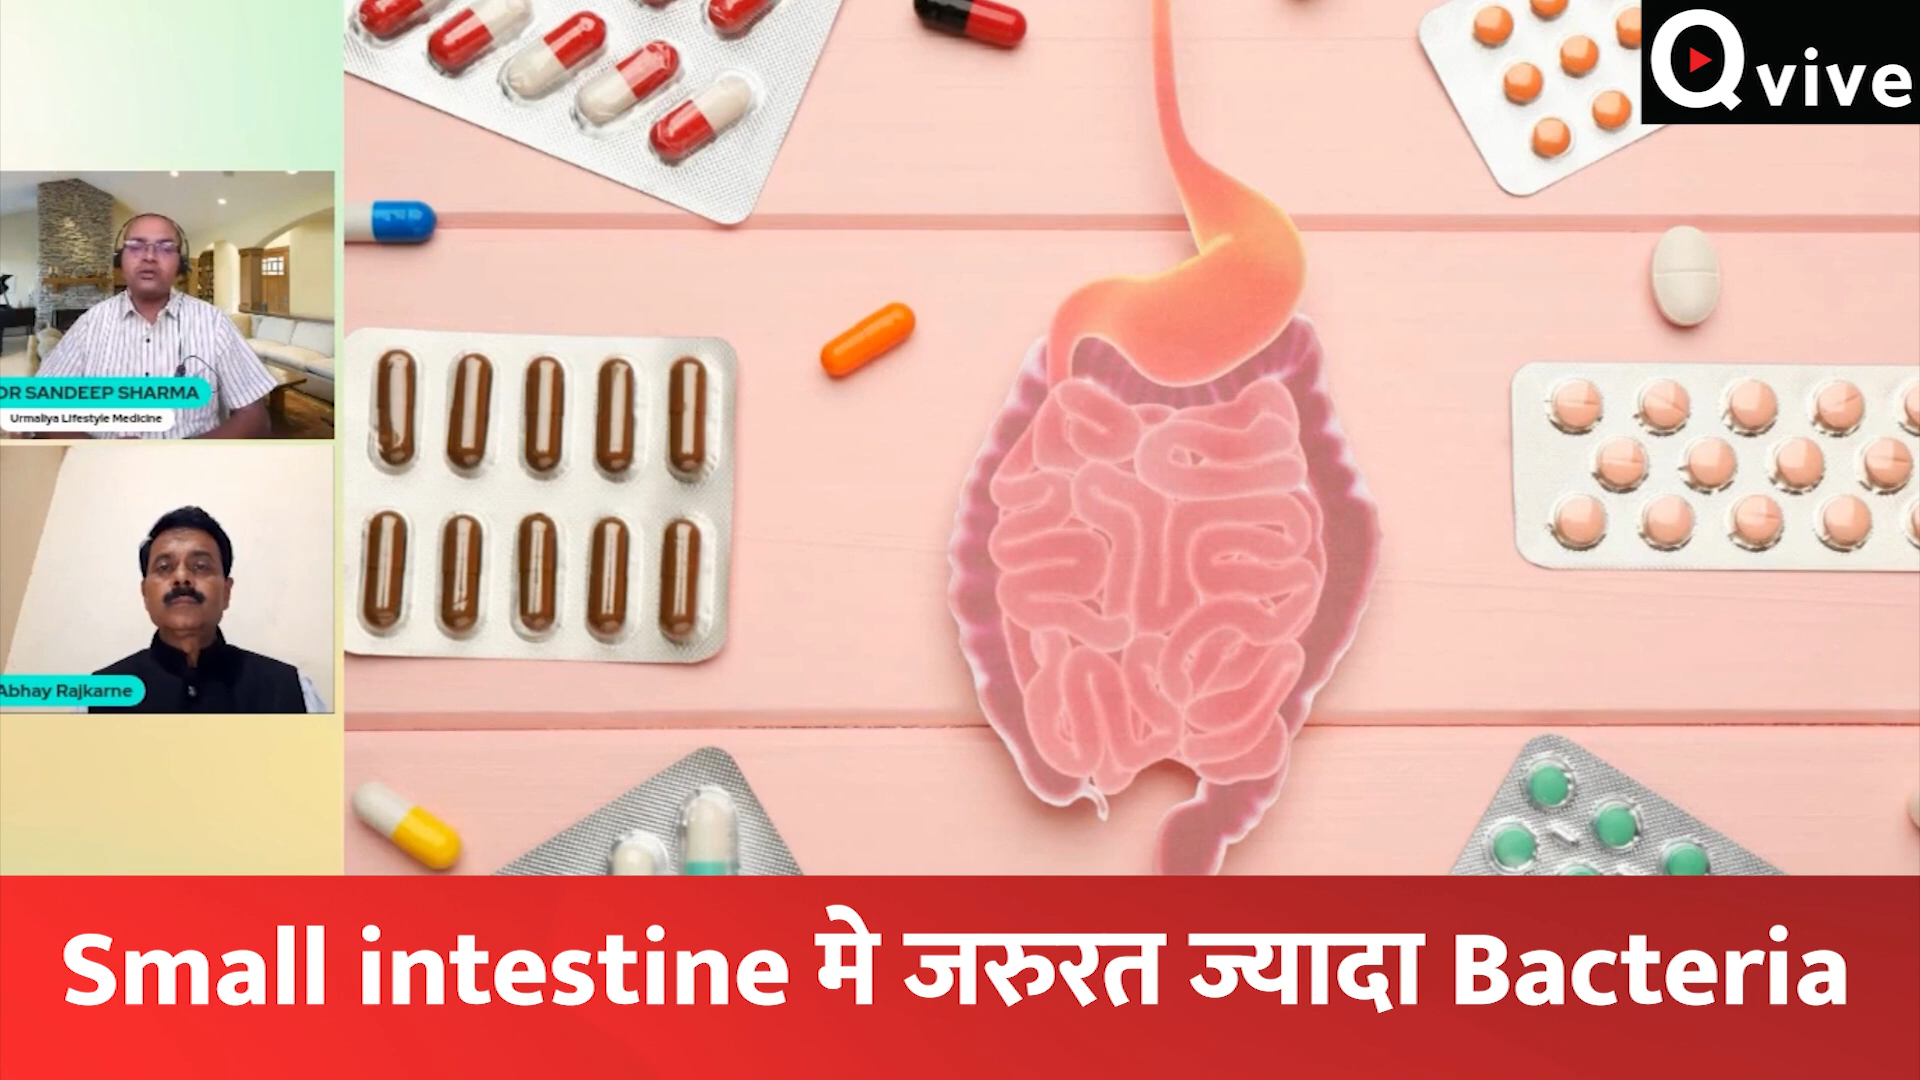 Qvive
DR SANDEEP SHARMA
Urmaliya Lifestyle Medicine
Abhay Rajkarne
Small intestine मे जरुरत ज्यादा Bacteria